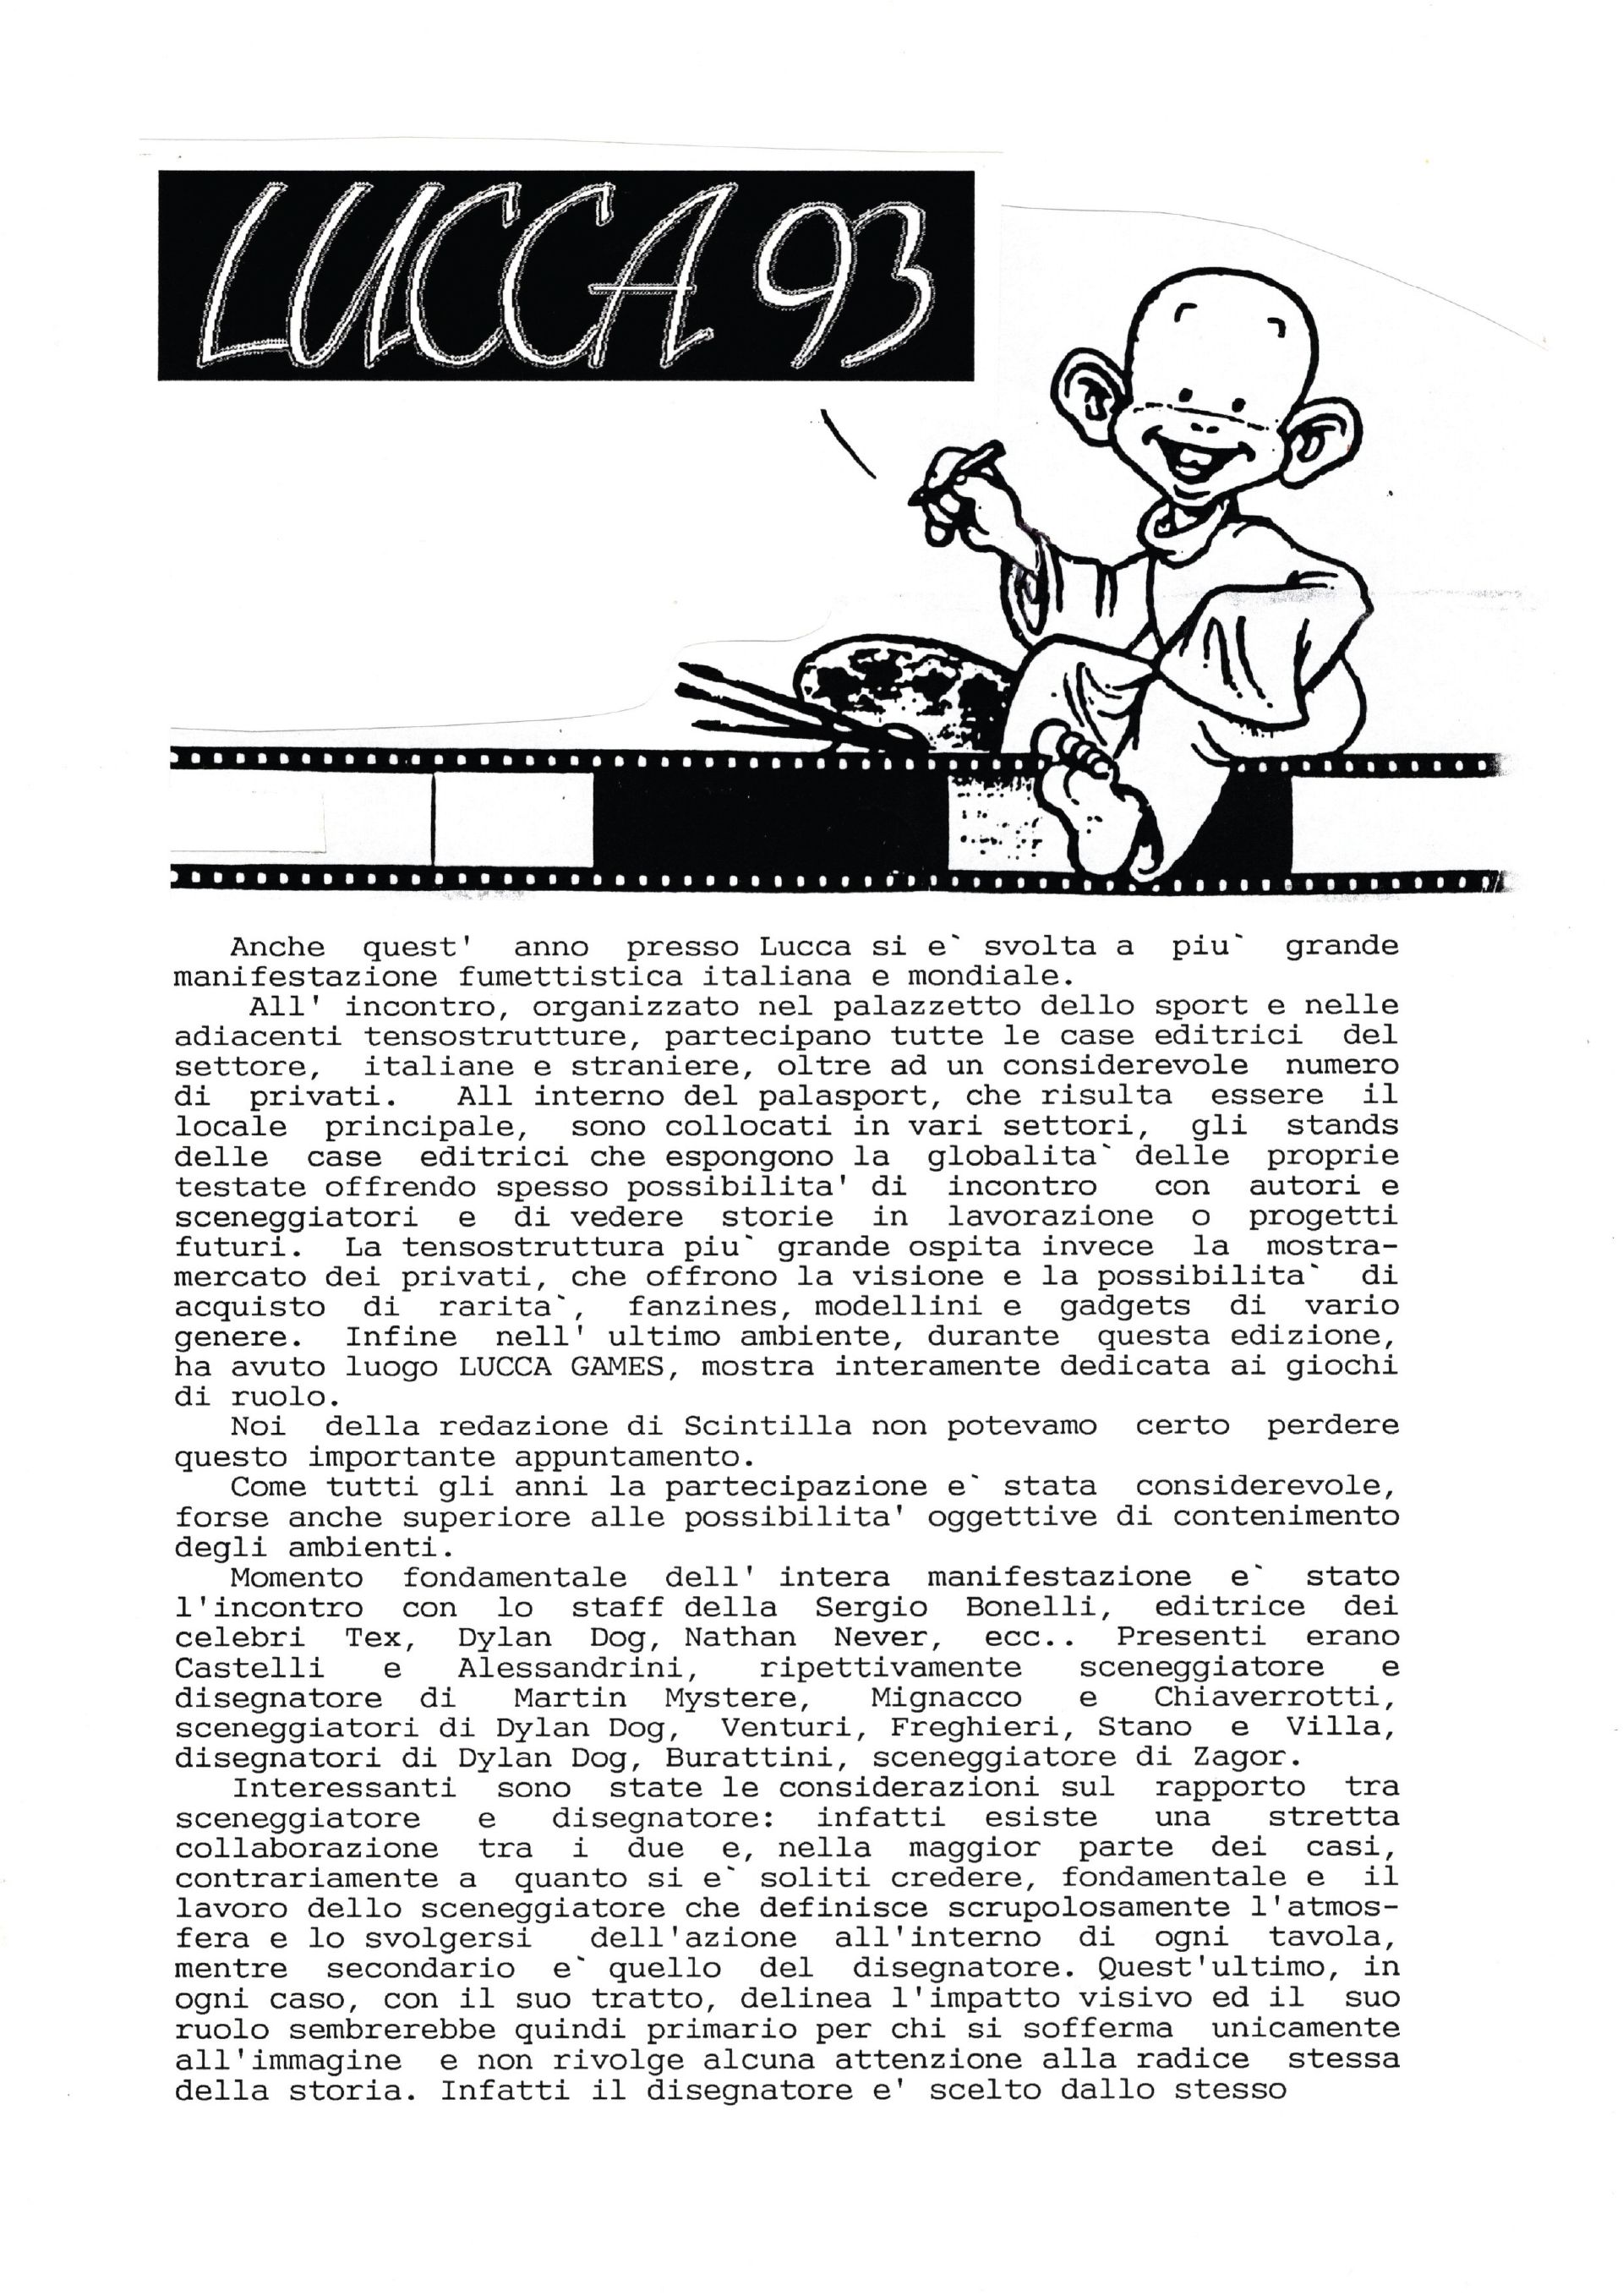 LUCCA 93
Anche quest' anno presso Lucca si e` svolta a piu` grande
manifestazione fumettistica italiana e mondiale.
All' incontro, organizzato nel palazzetto dello sport e nelle
adiacenti tensostrutture, partecipano tutte le case editrici del
settore, italiane e straniere, oltre ad un considerevole numero
di privati. All interno del palasport, che risulta essere il
locale principale, sono collocati in vari settori, gli stands
delle case editrici che espongono la globalita` delle proprie
testate offrendo spesso possibilita' di incontro con autori e
sceneggiatori e di vedere storie in lavorazione o progetti
futuri. La tensostruttura piu` grande ospita invece la mostra-
mercato dei privati, che offrono la visione e la possibilita` di
acquisto di rarita`, fanzines, modellini e gadgets di vario
genere. Infine nell' ultimo ambiente, durante questa edizione,
ha avuto luogo LUCCA GAMES, mostra interamente dedicata ai giochi
di ruolo.
Noi della redazione di Scintilla non potevamo certo perdere
questo importante appuntamento.
Come tutti gli anni la partecipazione e` stata considerevole,
forse anche superiore alle possibilita' oggettive di contenimento
degli ambienti.
Momento fondamentale dell' intera manifestazione e` stato
l'incontro con lo staff della Sergio Bonelli, editrice dei
celebri Tex, Dylan Dog, Nathan Never, ecc.. Presenti erano
Castelli e Alessandrini, ripettivamente sceneggiatore e
disegnatore di Martin Mystere, Mignacco e Chiaverrotti,
sceneggiatori di Dylan Dog, Venturi, Freghieri, Stano e Villa,
disegnatori di Dylan Dog, Burattini, sceneggiatore di Zagor.
Interessanti sono state le considerazioni sul rapporto tra
sceneggiatore e disegnatore: infatti esiste una stretta
collaborazione tra i due e, nella maggior parte dei casi,
contrariamente a quanto si e` soliti credere, fondamentale e il
lavoro dello sceneggiatore che definisce scrupolosamente l'atmos-
fera e lo svolgersi dell'azione all'interno di ogni tavola,
mentre secondario e` quello del disegnatore. Quest'ultimo, in
ogni caso, con il suo tratto, delinea l'impatto visivo ed il suo
ruolo sembrerebbe quindi primario per chi si sofferma unicamente
all'immagine e non rivolge alcuna attenzione alla radice stessa
della storia. Infatti il disegnatore e' scelto dallo stesso